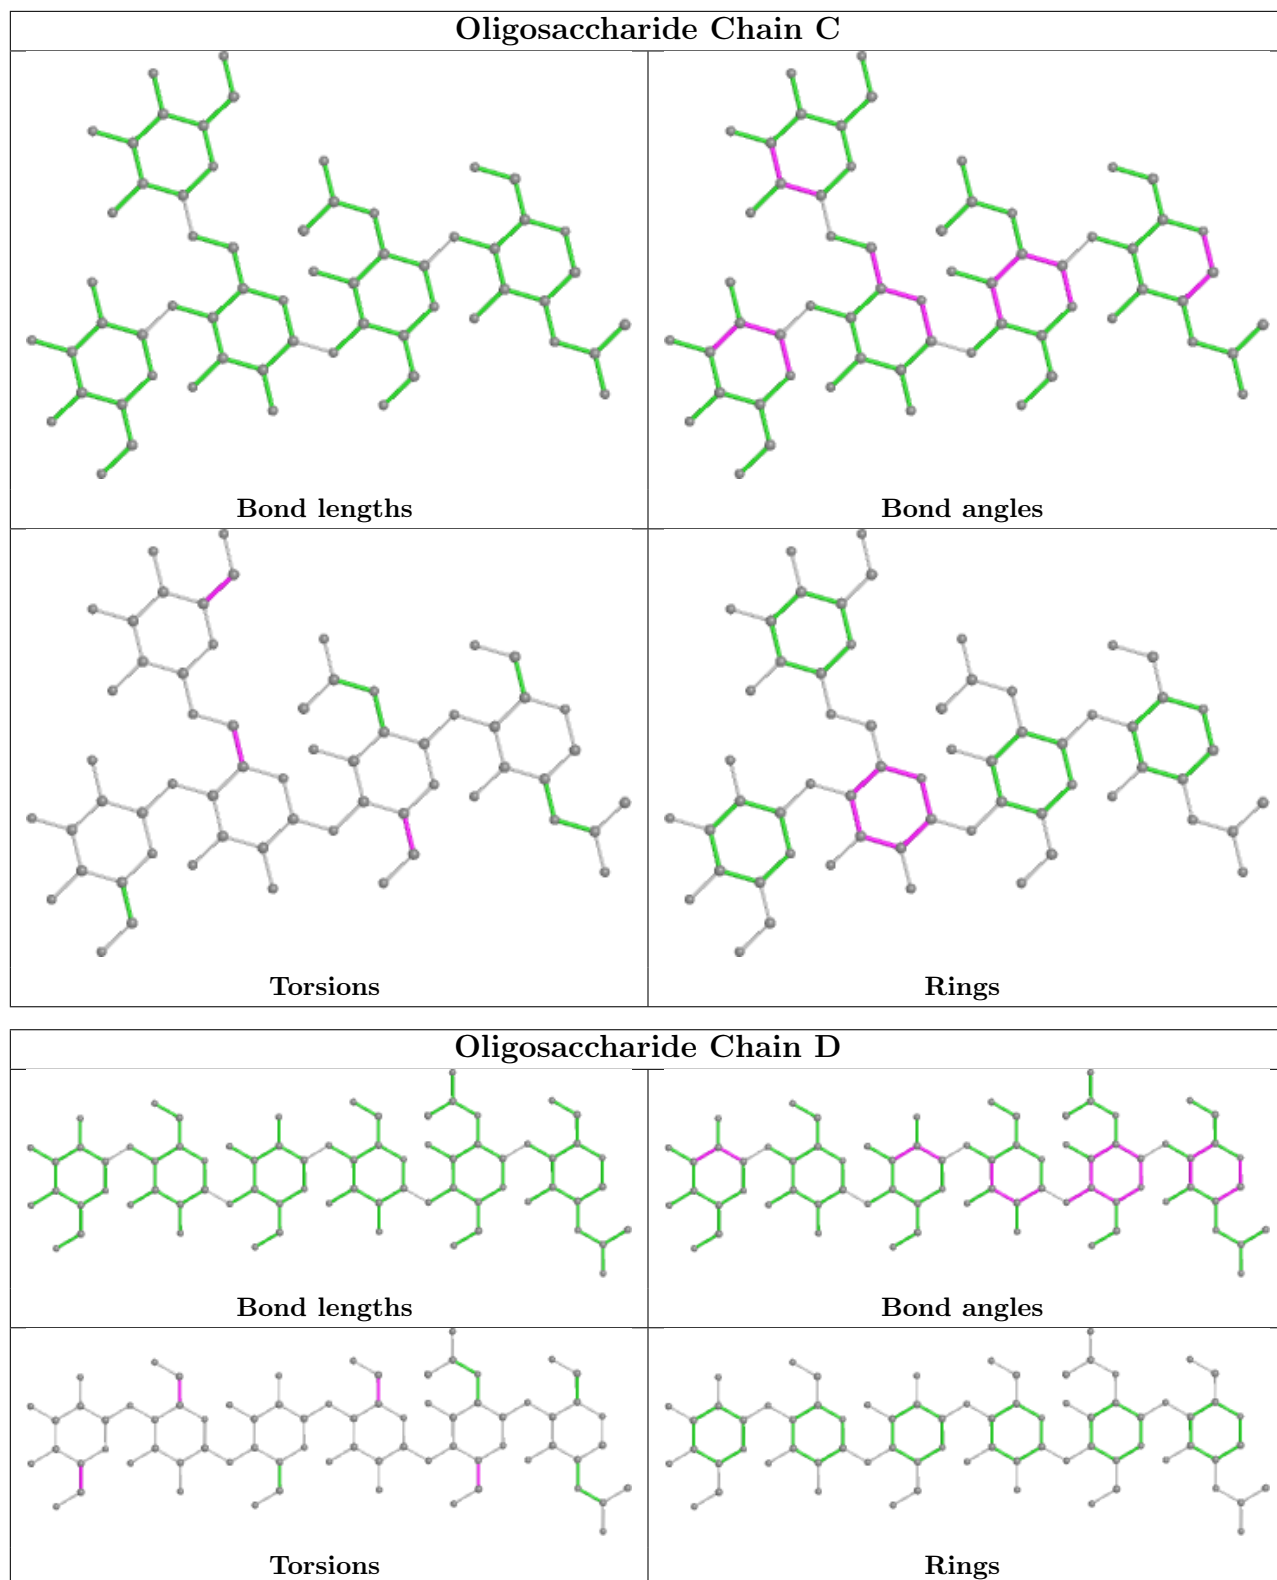 Oligosaccharide Chain C
Bond lengths
Bond angles
Torsions
Rings
Oligosaccharide Chain D
Bond lengths
Bond angles
Torsions
Rings